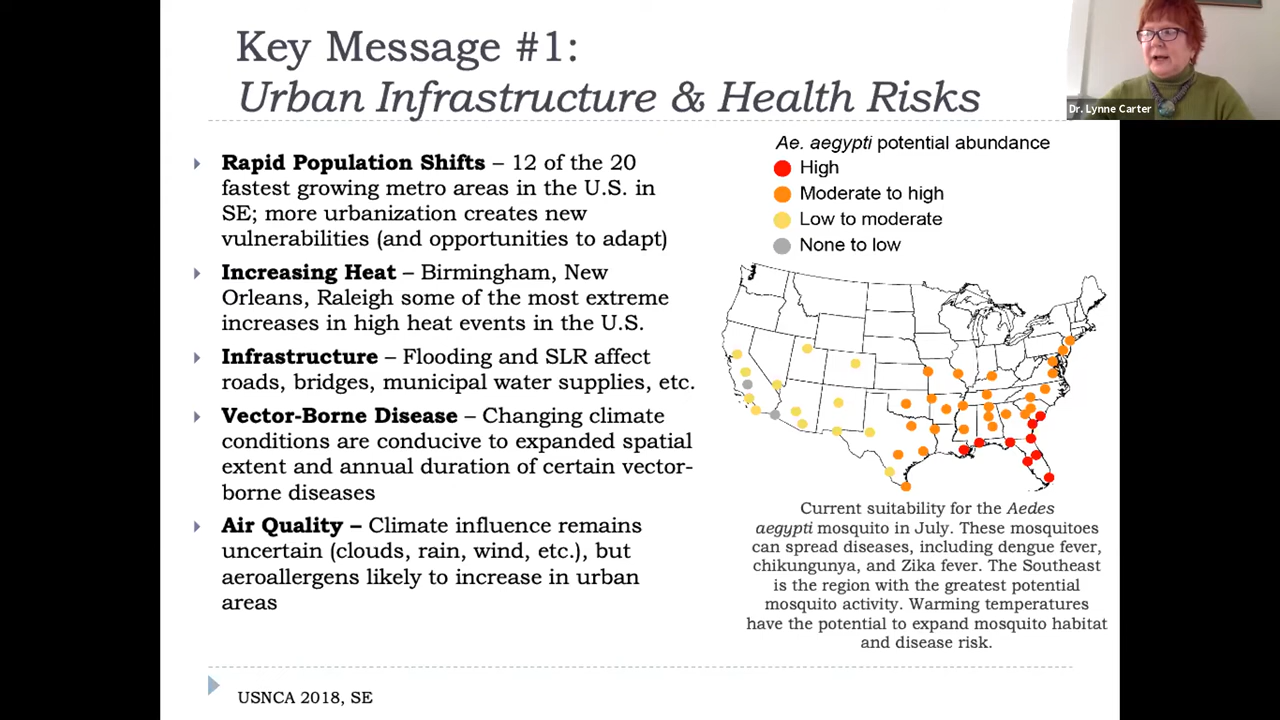 Key Message #1:
Urban Infrastructure & Health Risks
Dr. Lynne Carter
Rapid Population Shifts – 12 of the 20
fastest growing metro areas in the U.S. in
SE; more urbanization creates new
vulnerabilities (and opportunities to adapt)
Increasing Heat – Birmingham, New
Orleans, Raleigh some of the most extreme
increases in high heat events in the U.S.
Infrastructure – Flooding and SLR affect
roads, bridges, municipal water supplies, etc.
Vector-Borne Disease – Changing climate
conditions are conducive to expanded spatial
extent and annual duration of certain vector-
borne diseases
Air Quality – Climate influence remains
uncertain (clouds, rain, wind, etc.), but
aeroallergens likely to increase in urban
areas
Ae. aegypti potential abundance
High
Moderate to high
Low to moderate
None to low
Current suitability for the Aedes
aegypti mosquito in July. These mosquitoes
can spread diseases, including dengue fever,
chikungunya, and Zika fever. The Southeast
is the region with the greatest potential
mosquito activity. Warming temperatures
have the potential to expand mosquito habitat
and disease risk.
USNCA 2018, SE